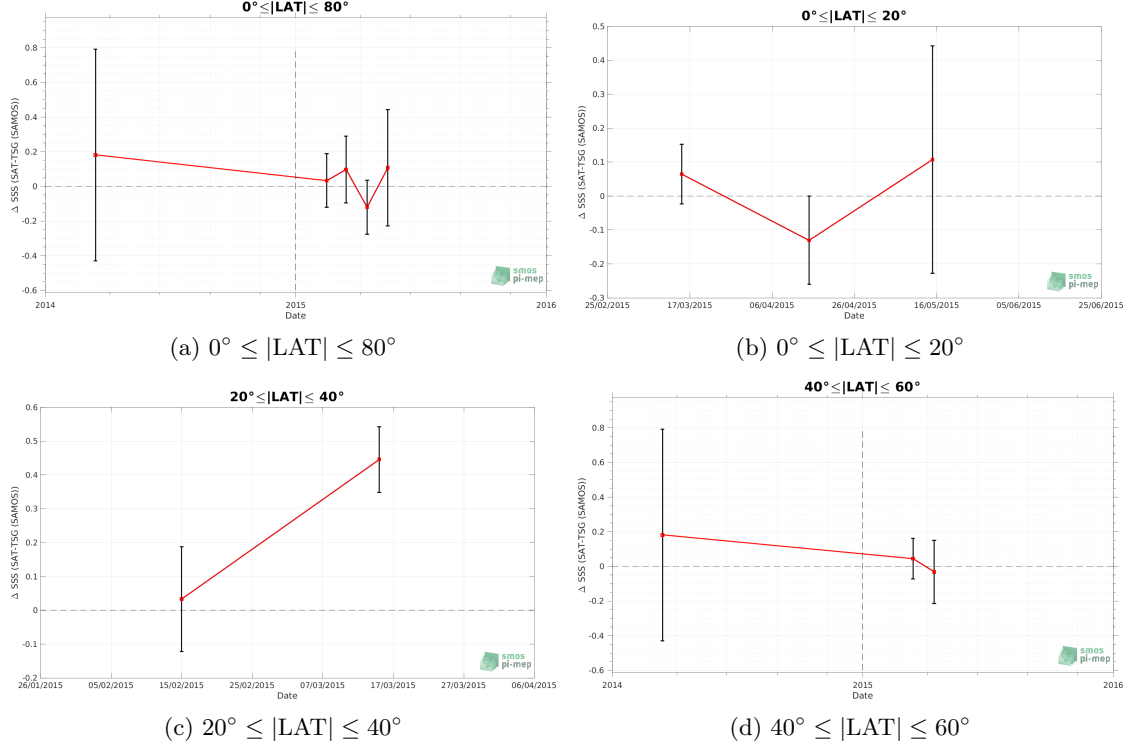 0°≤|LAT|≤ 80°
Δ SSS (SAT-TSG (SAMOS))
0.8
0.6
0.4
0.2
0
-0.2
-0.4
-0.6
2014
2015
2016
Date
smos
pi-mep
(a) 0° ≤ |LAT| ≤ 80°
0°≤|LAT|≤ 20°
Δ SSS (SAT-TSG (SAMOS))
0.5
0.4
0.3
0.2
0.1
0
-0.1
-0.2
-0.3
25/02/2015
17/03/2015
06/04/2015
26/04/2015
16/05/2015
05/06/2015
25/06/2015
Date
smos
pi-mep
(b) 0° ≤ |LAT| ≤ 20°
20°≤|LAT|≤ 40°
Δ SSS (SAT-TSG (SAMOS))
0.6
0.5
0.4
0.3
0.2
0.1
0
-0.1
-0.2
26/01/2015
05/02/2015
15/02/2015
25/02/2015
07/03/2015
17/03/2015
27/03/2015
06/04/2015
Date
smos
pi-mep
(c) 20° ≤ |LAT| ≤ 40°
40°≤|LAT|≤ 60°
Δ SSS (SAT-TSG (SAMOS))
0.8
0.6
0.4
0.2
0
-0.2
-0.4
-0.6
2014
2015
2016
Date
smos
pi-mep
(d) 40° ≤ |LAT| ≤ 60°